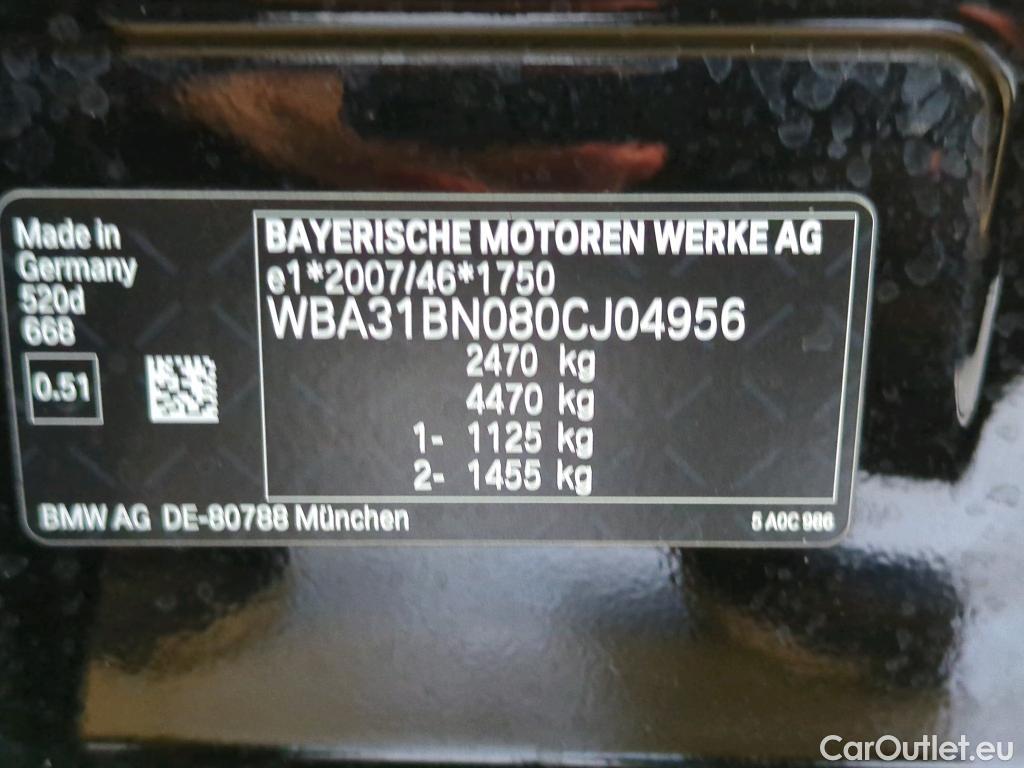 Made in
Germany
520d
668
0.51
BAYERISCHE MOTOREN WERKE AG
e1*2007/46*1750
WBA31BN080CJ04956
2470 kg
4470 kg
1- 1125 kg
2- 1455 kg
BMW AG DE-80788 München
5 A0C 986
CarOutlet.eu